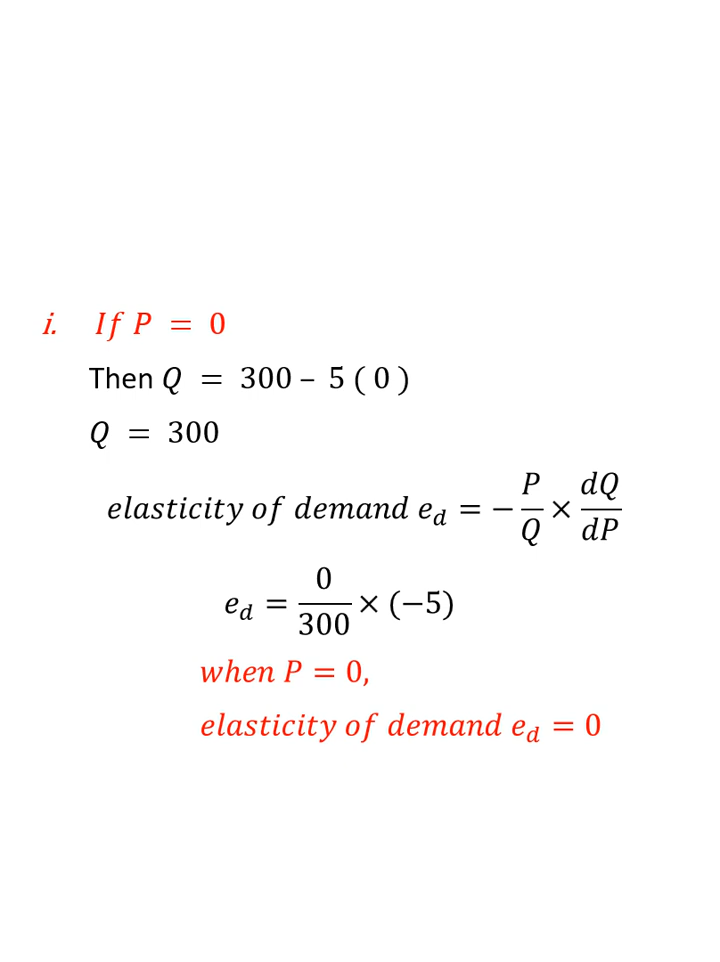 i. If P = 0
Then Q = 300 – 5 ( 0 )
Q = 300
elasticity of demand e_d = − P/Q × dQ/dP
e_d = 0/300 × (−5)
when P = 0,
elasticity of demand e_d = 0